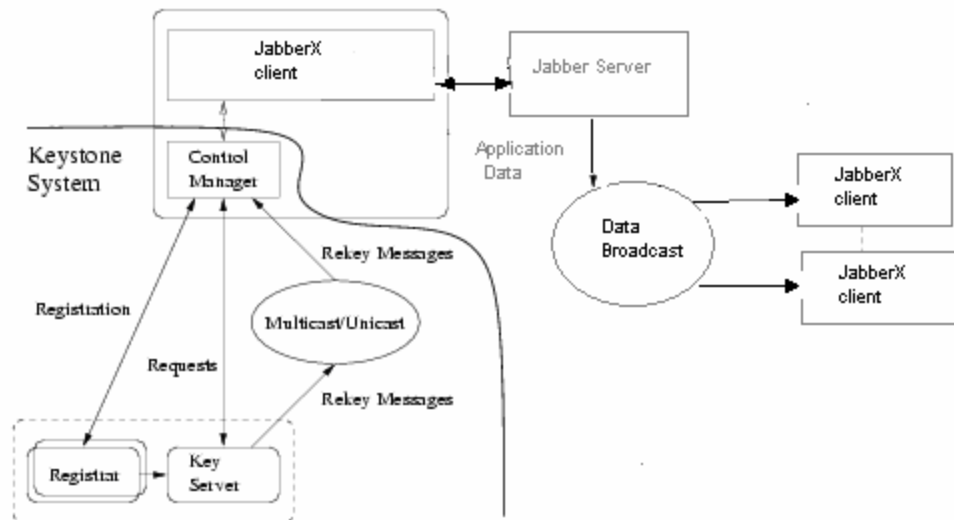 JabberX
client
Jabber Server
Keystone
System
Control
Manager
Application
Data
JabberX
client
Data
Broadcast
Rekey Messages
JabberX
client
Registration
Multicast/Unicast
Requests
Rekey Messages
Registrar
Key
Server